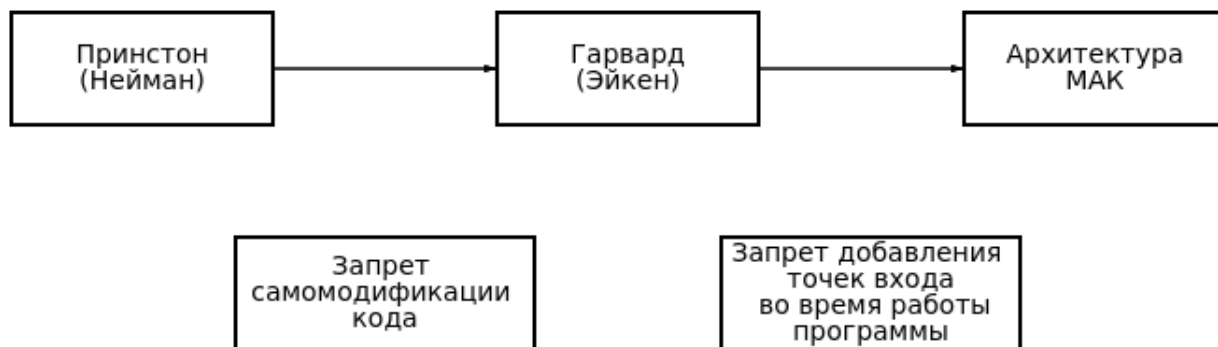 Принстон
(Нейман)
Гарвард
(Эйкен)
Архитектура
МАК
Запрет
самомодификации
кода
Запрет добавления
точек входа
во время работы
программы